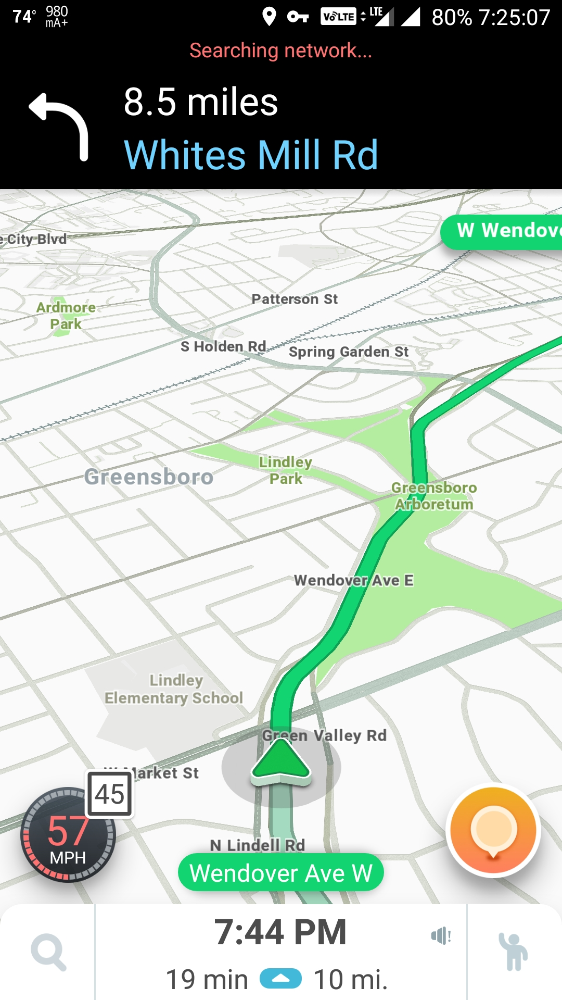 74° 980 mA+ VoLTE LTE 80% 7:25:07
Searching network...
8.5 miles
Whites Mill Rd
W Wendov
e City Blvd
Patterson St
Ardmore
Park
S Holden Rd
Spring Garden St
Lindley
Park
Greensboro
Greensboro
Arboretum
Wendover Ave E
Lindley
Elementary School
Green Valley Rd
W Market St
45
57
MPH
N Lindell Rd
Wendover Ave W
7:44 PM
19 min 10 mi.